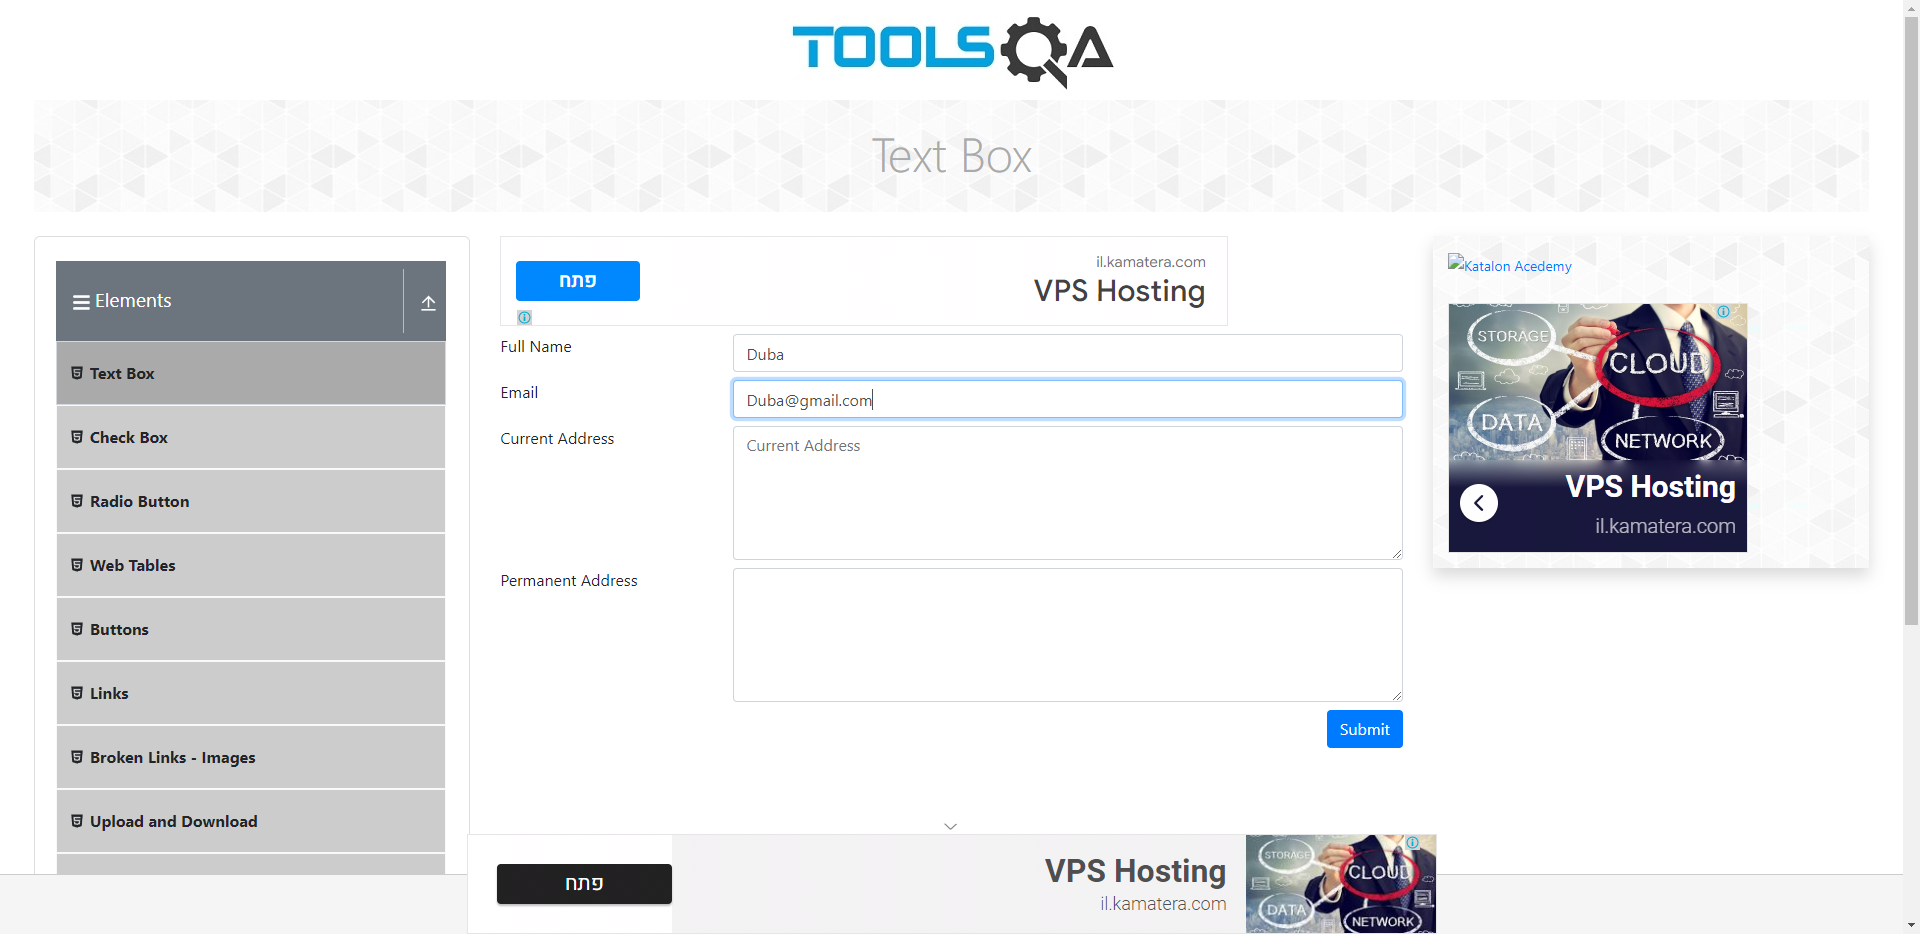 TOOLSQA
Text Box
Elements
Text Box
Check Box
Radio Button
Web Tables
Buttons
Links
Broken Links - Images
Upload and Download
פתח
il.kamatera.com
VPS Hosting
Full Name
Duba
Email
Duba@gmail.com
Current Address
Current Address
Permanent Address
Submit
Katalon Acedemy
STORAGE
CLOUD
DATA
NETWORK
VPS Hosting
il.kamatera.com
פתח
VPS Hosting
il.kamatera.com
STORAGE
CLOUD
DATA
NETWORK